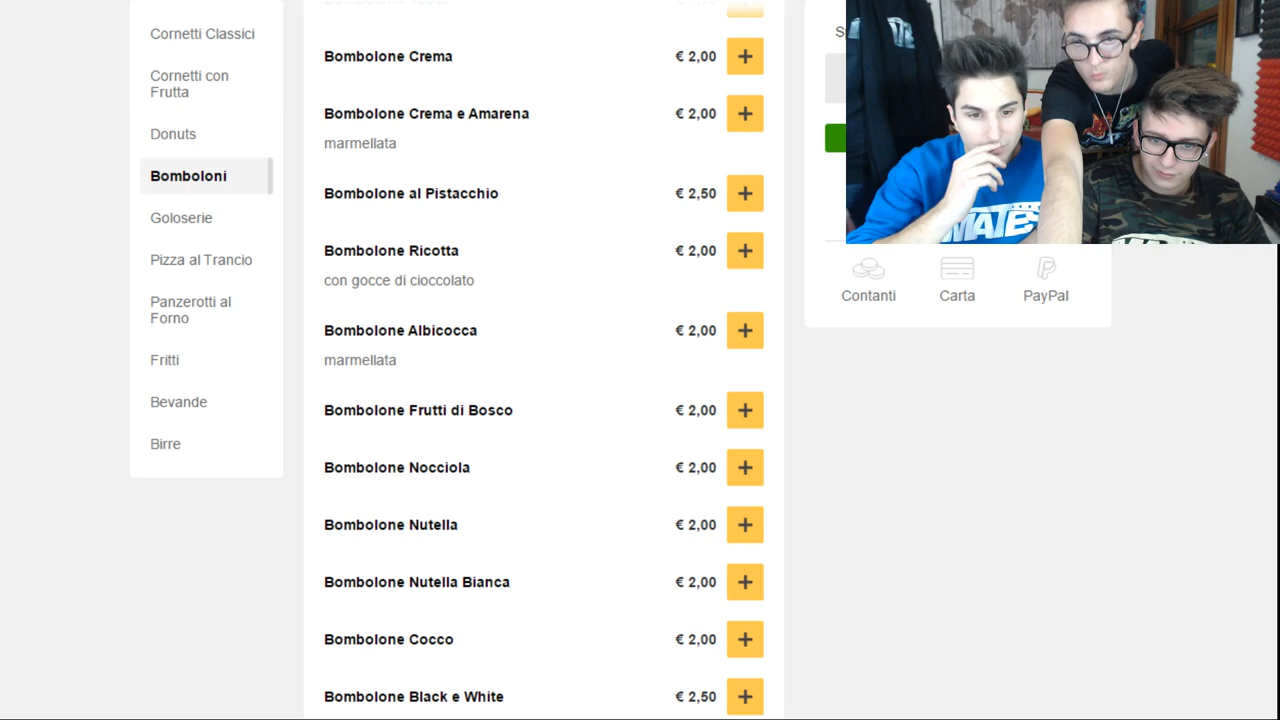 Cornetti Classici
Cornetti con
Frutta
Donuts
Bomboloni
Goloserie
Pizza al Trancio
Panzerotti al
Forno
Fritti
Bevande
Birre
Bombolone Crema € 2,00 +
Bombolone Crema e Amarena € 2,00 +
marmellata
Bombolone al Pistacchio € 2,50 +
Bombolone Ricotta € 2,00 +
con gocce di cioccolato
Bombolone Albicocca € 2,00 +
marmellata
Bombolone Frutti di Bosco € 2,00 +
Bombolone Nocciola € 2,00 +
Bombolone Nutella € 2,00 +
Bombolone Nutella Bianca € 2,00 +
Bombolone Cocco € 2,00 +
Bombolone Black e White € 2,50 +
MATES
Contanti
Carta
PayPal